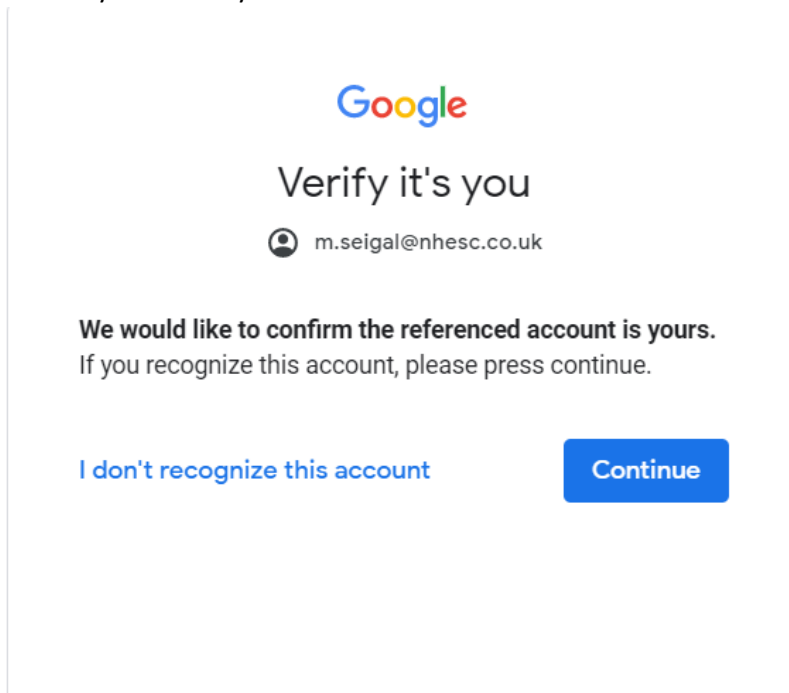 Google
Verify it's you
m.seigal@nhesc.co.uk
We would like to confirm the referenced account is yours.
If you recognize this account, please press continue.
I don't recognize this account
Continue